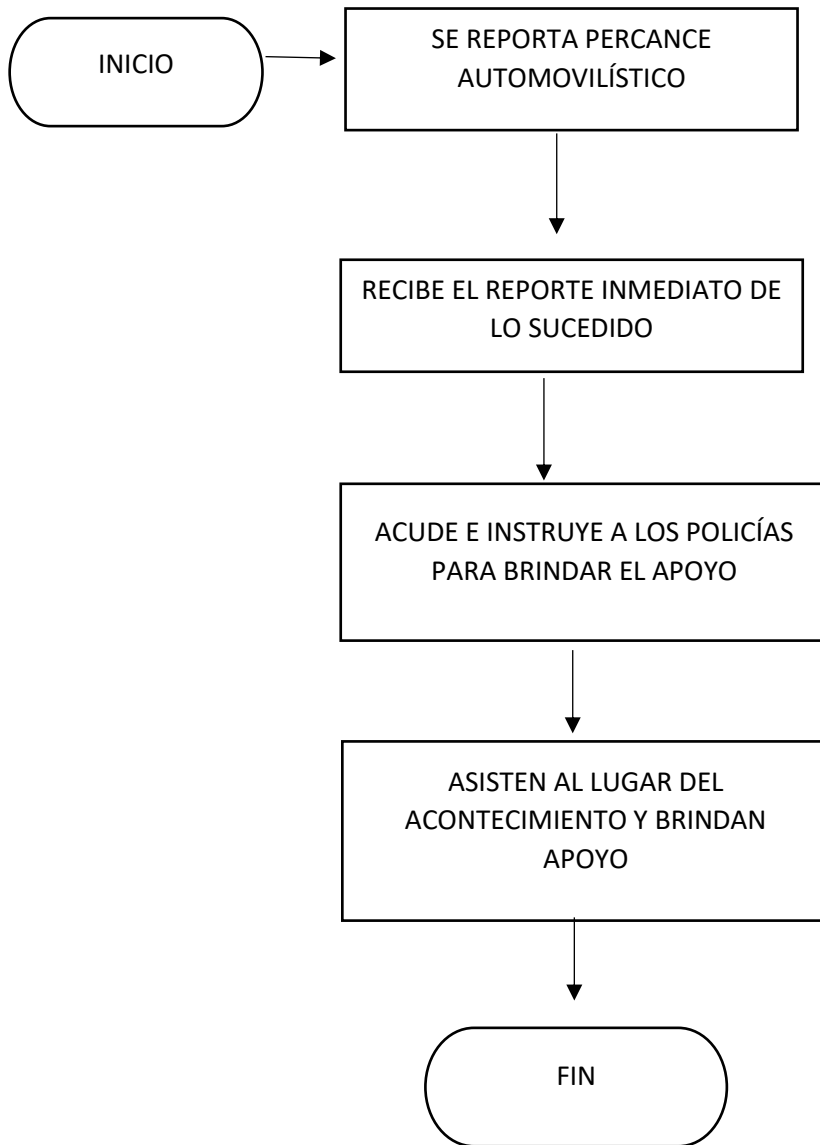 INICIO
SE REPORTA PERCANCE
AUTOMOVILÍSTICO
RECIBE EL REPORTE INMEDIATO DE
LO SUCEDIDO
ACUDE E INSTRUYE A LOS POLICÍAS
PARA BRINDAR EL APOYO
ASISTEN AL LUGAR DEL
ACONTECIMIENTO Y BRINDAN
APOYO
FIN